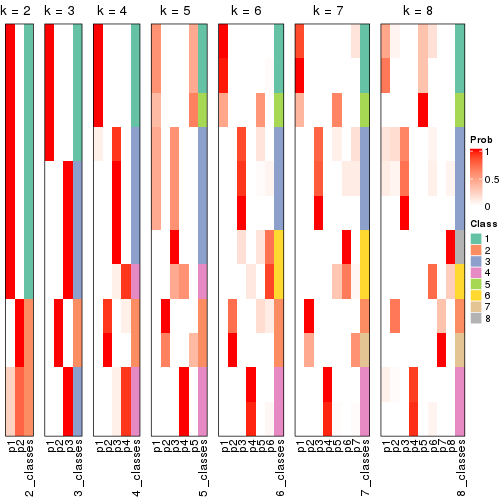 k = 2
k = 3
k = 4
k = 5
k = 6
k = 7
k = 8
Prob
1
0.5
0
Class
1
2
3
4
5
6
7
8
p1
p2
2_classes
p1
p2
p3
3_classes
p1
p2
p3
p4
4_classes
p1
p2
p3
p4
p5
5_classes
p1
p2
p3
p4
p5
p6
6_classes
p1
p2
p3
p4
p5
p6
p7
7_classes
p1
p2
p3
p4
p5
p6
p7
p8
8_classes